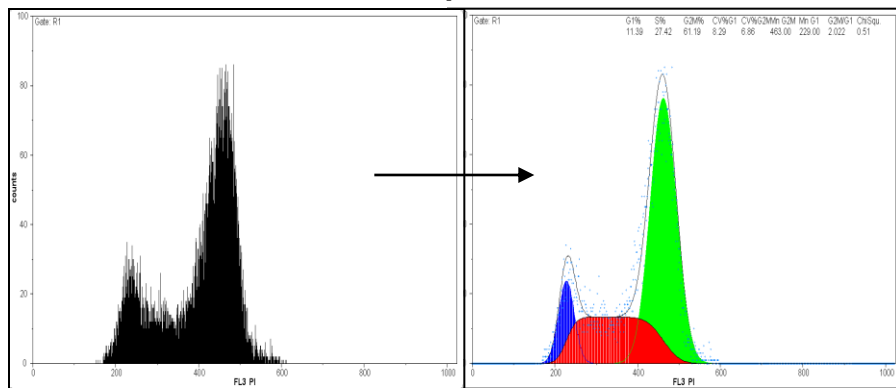 Gate: R1
100
80
60
40
20
0
counts
0 200 400 600 800 1000
FL3 PI
Gate: R1
G1% S% G2M% CV%G1 CV%G2MMn G2M Mn G1 G2M/G1 ChiSqu.
11.39 27.42 61.19 8.29 6.86 463.00 229.00 2.022 0.51
0 200 400 600 800 1000
FL3 PI